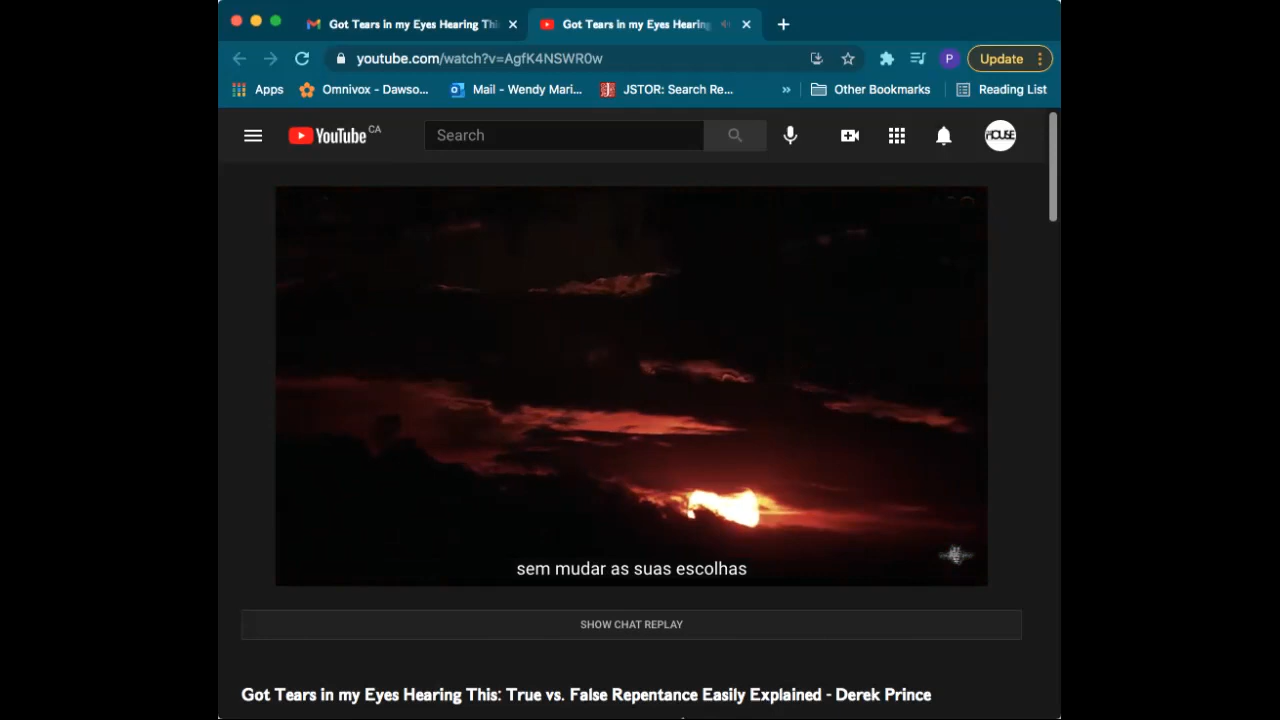 Got Tears in my Eyes Hearing Thi
Got Tears in my Eyes Hearing
youtube.com/watch?v=AgfK4NSWR0w
P
Update
Apps
Omnivox - Dawso...
Mail - Wendy Mari...
JSTOR: Search Re...
»
Other Bookmarks
Reading List
YouTube CA
Search
HOUSE
sem mudar as suas escolhas
SHOW CHAT REPLAY
Got Tears in my Eyes Hearing This: True vs. False Repentance Easily Explained - Derek Prince